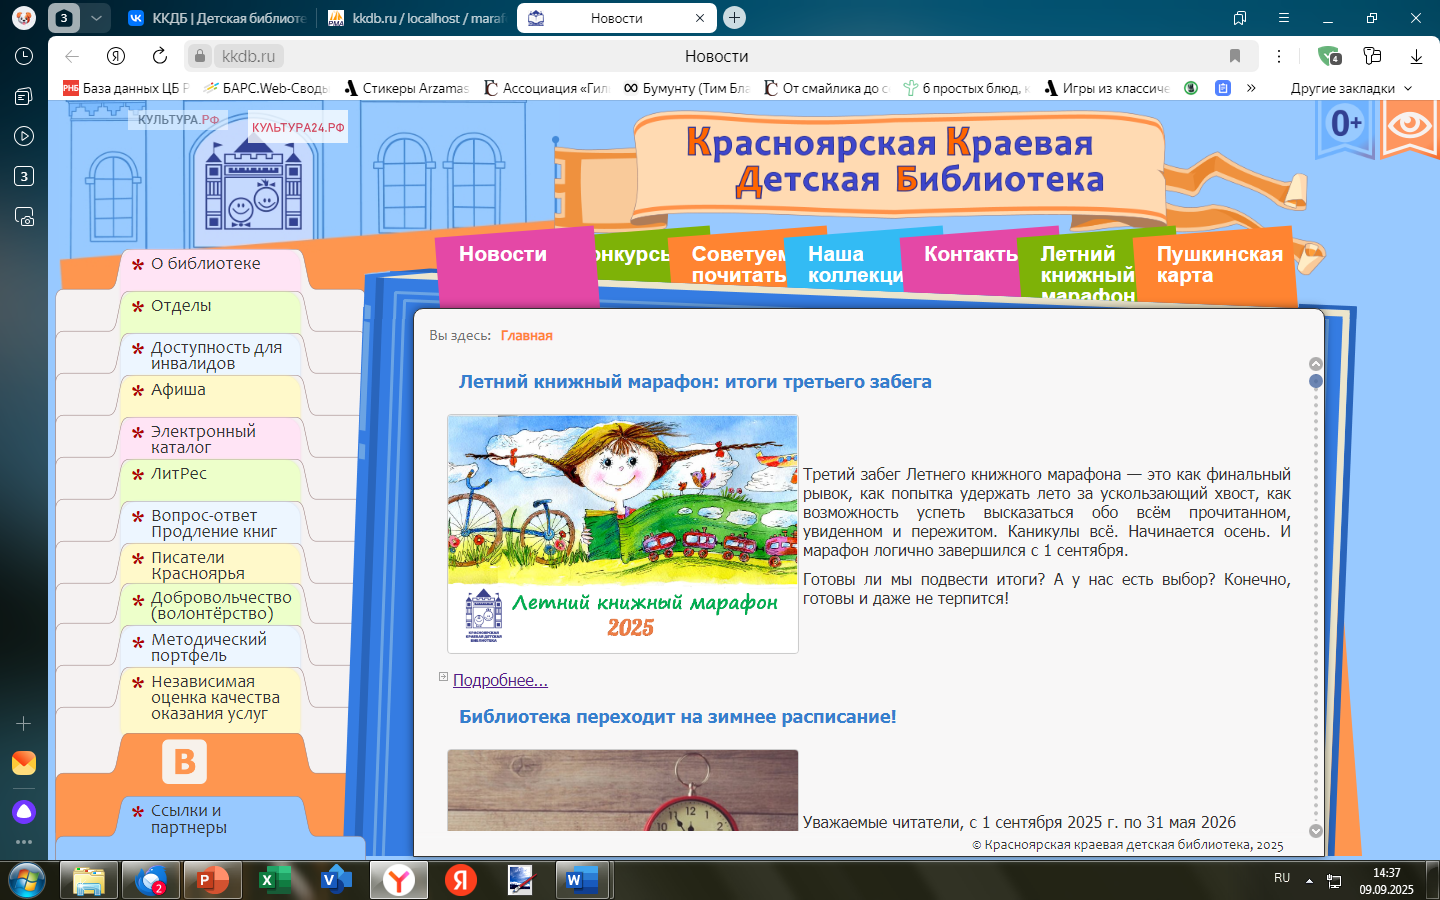 3
ККДБ | Детская библиоте
kkdb.ru / localhost / мара
Новости
kkdb.ru
Новости
4
База данных ЦБ Р
БАРС.Web-Своды
Стикеры Arzamas
Ассоциация «Гил
Бумунту (Тим Бла
От смайлика до с
6 простых блюд, к
Игры из классиче
Другие закладки
КУЛЬТУРА.РФ
КУЛЬТУРА24.РФ
Красноярская Краевая
Детская Библиотека
0+
Новости
онкурсы
Советуем
почитать
Наша
коллекци
Контакты
Летний
книжный
марафон
Пушкинская
карта
О библиотеке
Отделы
Доступность для
инвалидов
Афиша
Электронный
каталог
ЛитРес
Вопрос-ответ
Продление книг
Писатели
Красноярья
Добровольчество
(волонтёрство)
Методический
портфель
Независимая
оценка качества
оказания услуг
В
Ссылки и
партнеры
Вы здесь: Главная
Летний книжный марафон: итоги третьего забега
Летний книжный марафон
2025
КРАСНОЯРСКАЯ
КРАЕВАЯ ДЕТСКАЯ
БИБЛИОТЕКА
Третий забег Летнего книжного марафона — это как финальный
рывок, как попытка удержать лето за ускользающий хвост, как
возможность успеть высказаться обо всём прочитанном,
увиденном и пережитом. Каникулы всё. Начинается осень. И
марафон логично завершился с 1 сентября.
Готовы ли мы подвести итоги? А у нас есть выбор? Конечно,
готовы и даже не терпится!
Подробнее...
Библиотека переходит на зимнее расписание!
Уважаемые читатели, с 1 сентября 2025 г. по 31 мая 2026
© Красноярская краевая детская библиотека, 2025
RU
14:37
09.09.2025